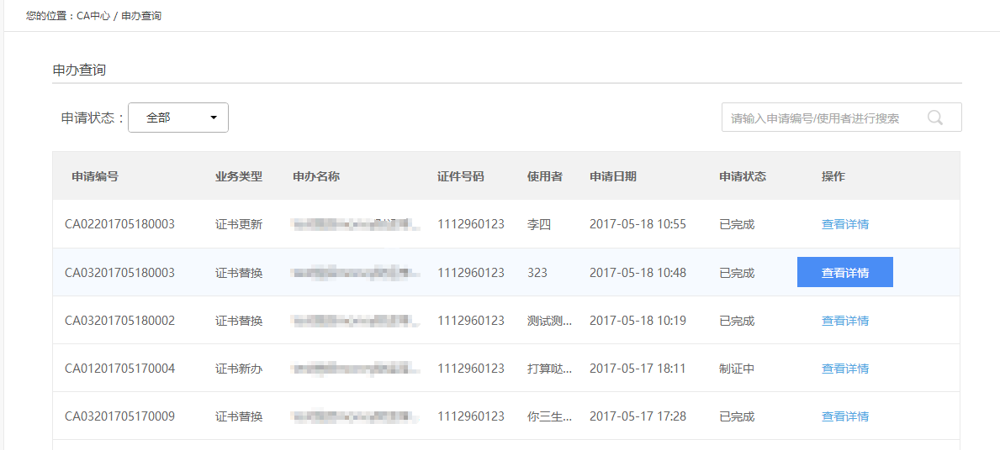 您的位置：CA中心 / 申办查询
申办查询
申请状态： 全部 请输入申请编号/使用者进行搜索
申请编号 业务类型 申办名称 证件号码 使用者 申请日期 申请状态 操作
CA02201705180003 证书更新 1112960123 李四 2017-05-18 10:55 已完成 查看详情
CA03201705180003 证书替换 1112960123 323 2017-05-18 10:48 已完成 查看详情
CA03201705180002 证书替换 1112960123 测试测... 2017-05-18 10:19 已完成 查看详情
CA01201705170004 证书新办 1112960123 打算哒... 2017-05-17 18:11 制证中 查看详情
CA03201705170009 证书替换 1112960123 你三生... 2017-05-17 17:28 已完成 查看详情